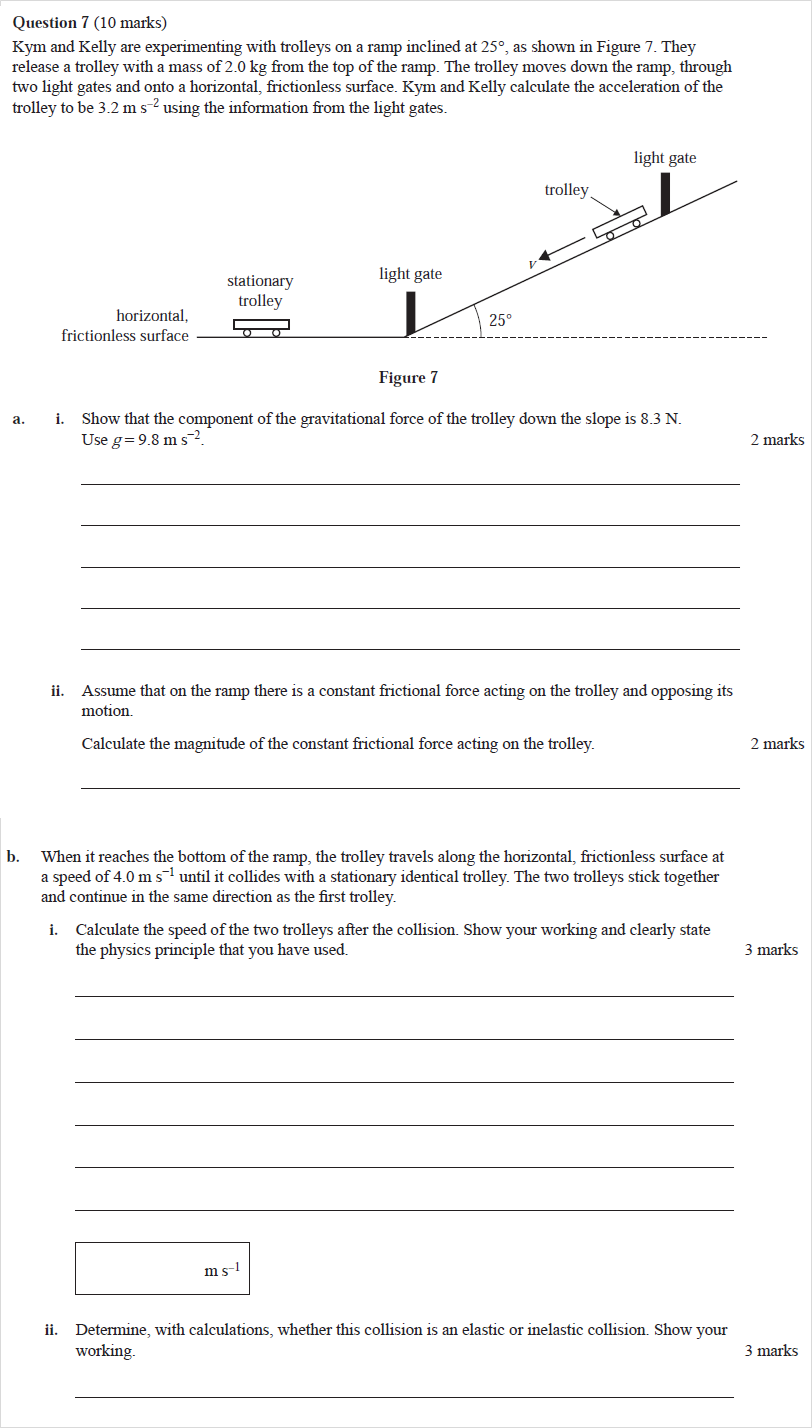 Question 7 (10 marks)
Kym and Kelly are experimenting with trolleys on a ramp inclined at 25°, as shown in Figure 7. They
release a trolley with a mass of 2.0 kg from the top of the ramp. The trolley moves down the ramp, through
two light gates and onto a horizontal, frictionless surface. Kym and Kelly calculate the acceleration of the
trolley to be 3.2 m s⁻² using the information from the light gates.
light gate
trolley
v
light gate
stationary
trolley
horizontal,
frictionless surface
25°
Figure 7
a. i. Show that the component of the gravitational force of the trolley down the slope is 8.3 N.
Use g = 9.8 m s⁻². 2 marks
ii. Assume that on the ramp there is a constant frictional force acting on the trolley and opposing its
motion.
Calculate the magnitude of the constant frictional force acting on the trolley. 2 marks
b. When it reaches the bottom of the ramp, the trolley travels along the horizontal, frictionless surface at
a speed of 4.0 m s⁻¹ until it collides with a stationary identical trolley. The two trolleys stick together
and continue in the same direction as the first trolley.
i. Calculate the speed of the two trolleys after the collision. Show your working and clearly state
the physics principle that you have used. 3 marks
m s⁻¹
ii. Determine, with calculations, whether this collision is an elastic or inelastic collision. Show your
working. 3 marks